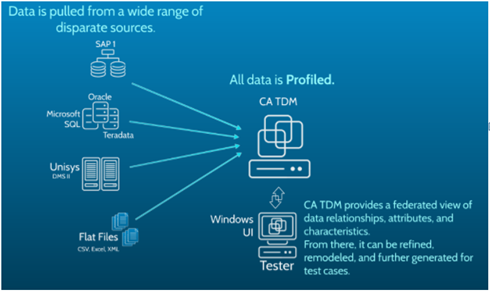 Data is pulled from a wide range of
disparate sources.
SAP 1
All data is Profiled.
CA TDM
Oracle
Microsoft
SQL
Teradata
Unisys
DMS II
Flat Files
CSV, Excel, XML
Windows
UI
Tester
CA TDM provides a federated view of
data relationships, attributes, and
characteristics.
From there, it can be refined,
remodeled, and further generated for
test cases.